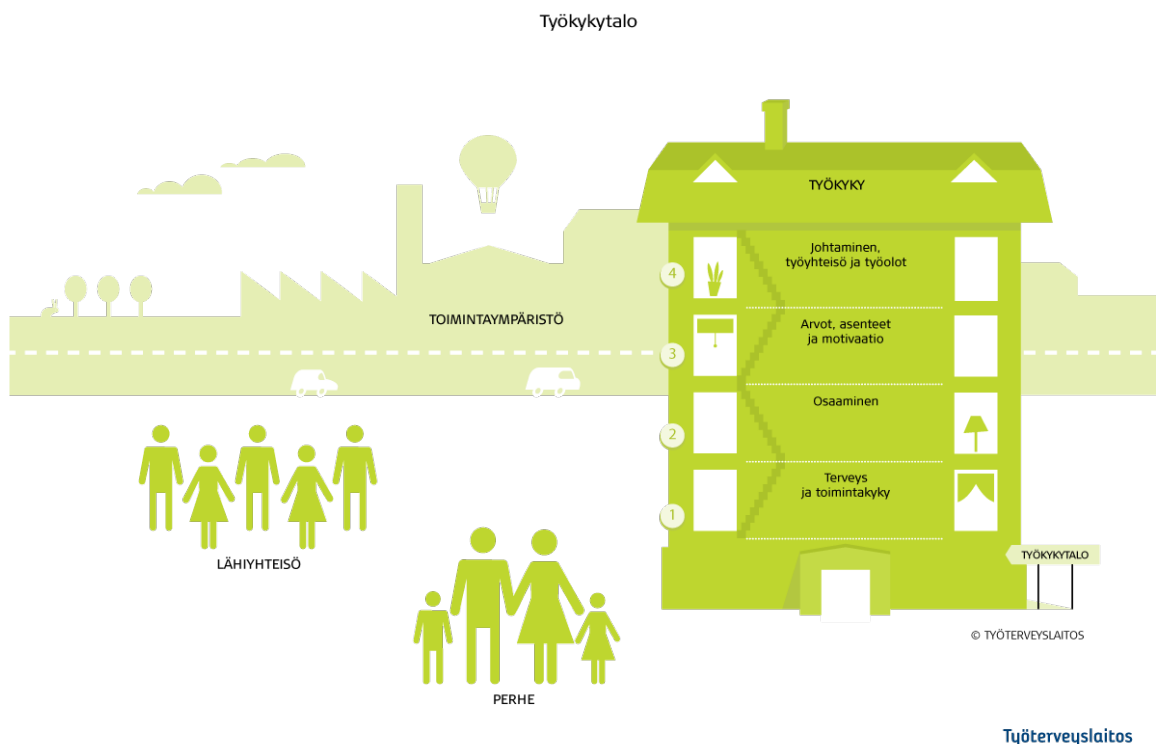 Työkykytalo
TYÖKYKY
4
Johtaminen,
työyhteisö ja työolot
TOIMINTAYMPÄRISTÖ
3
Arvot, asenteet
ja motivaatio
2
Osaaminen
1
Terveys
ja toimintakyky
LÄHIYHTEISÖ
TYÖKYKYTALO
© TYÖTERVEYSLAITOS
PERHE
Työterveyslaitos